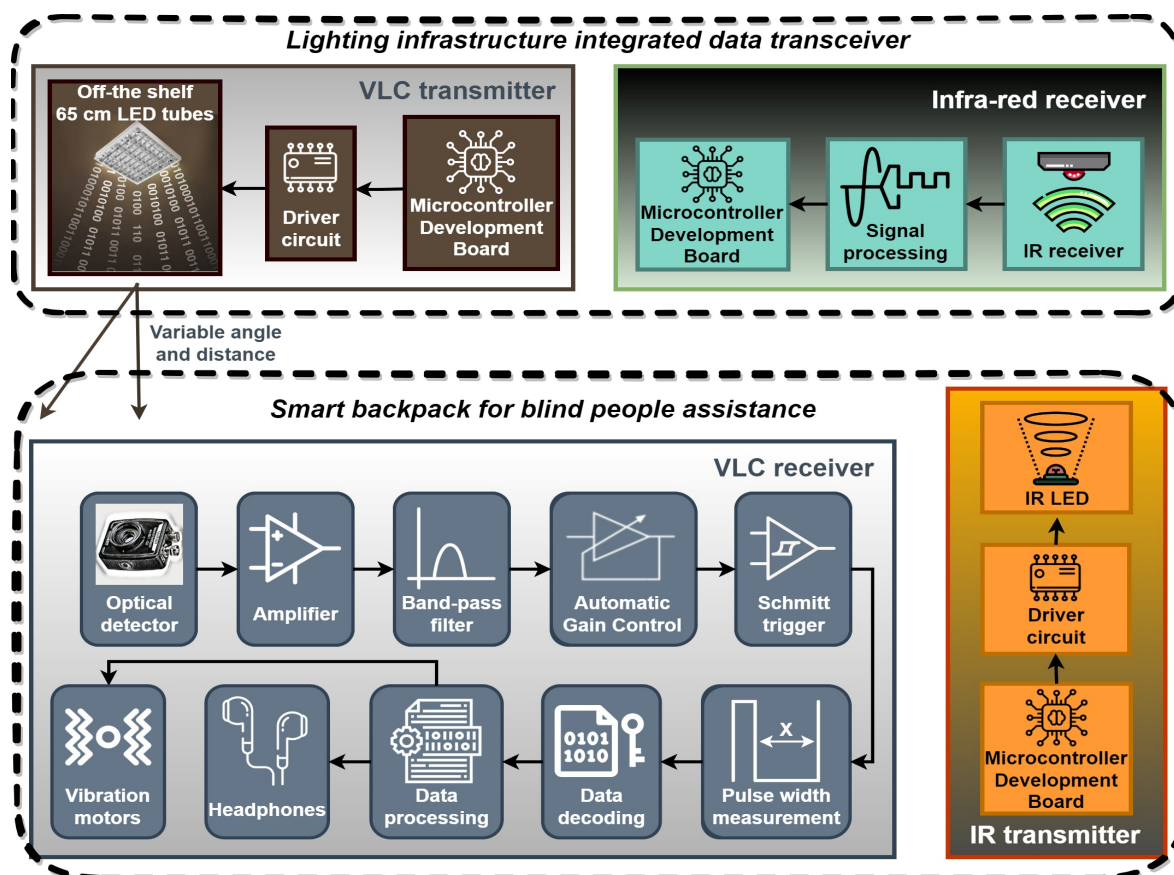 Lighting infrastructure integrated data transceiver
VLC transmitter
Off-the shelf
65 cm LED tubes
Driver
circuit
Microcontroller
Development
Board
Infra-red receiver
Microcontroller
Development
Board
Signal
processing
IR receiver
Variable angle
and distance
Smart backpack for blind people assistance
VLC receiver
Optical
detector
Amplifier
Band-pass
filter
Automatic
Gain Control
Schmitt
trigger
Vibration
motors
Headphones
Data
processing
0101
1010
Data
decoding
X
Pulse width
measurement
IR LED
Driver
circuit
Microcontroller
Development
Board
IR transmitter